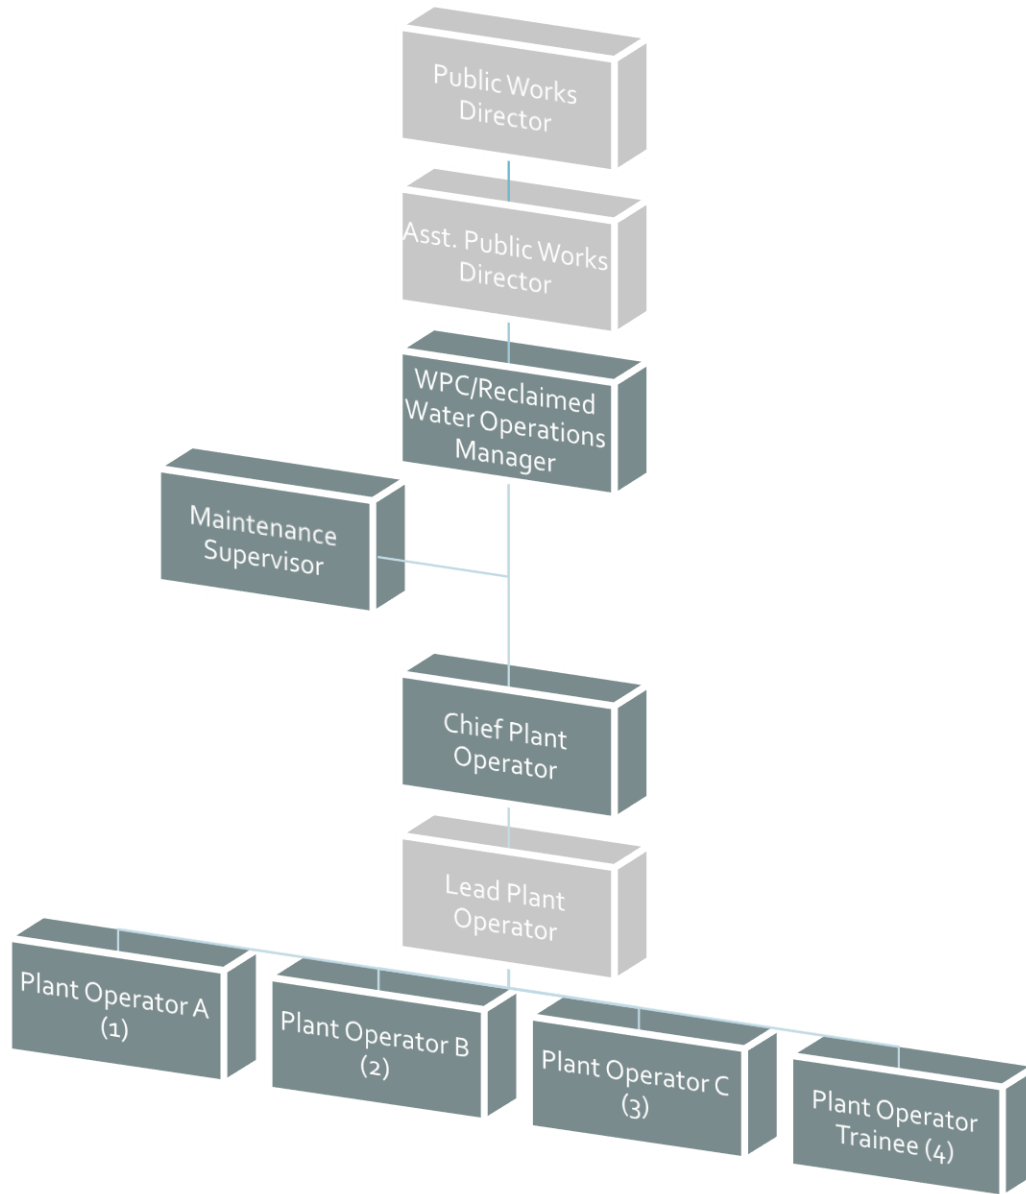 Public Works
Director
Asst. Public Works
Director
WPC/Reclaimed
Water Operations
Manager
Maintenance
Supervisor
Chief Plant
Operator
Lead Plant
Operator
Plant Operator A
(1)
Plant Operator B
(2)
Plant Operator C
(3)
Plant Operator
Trainee (4)